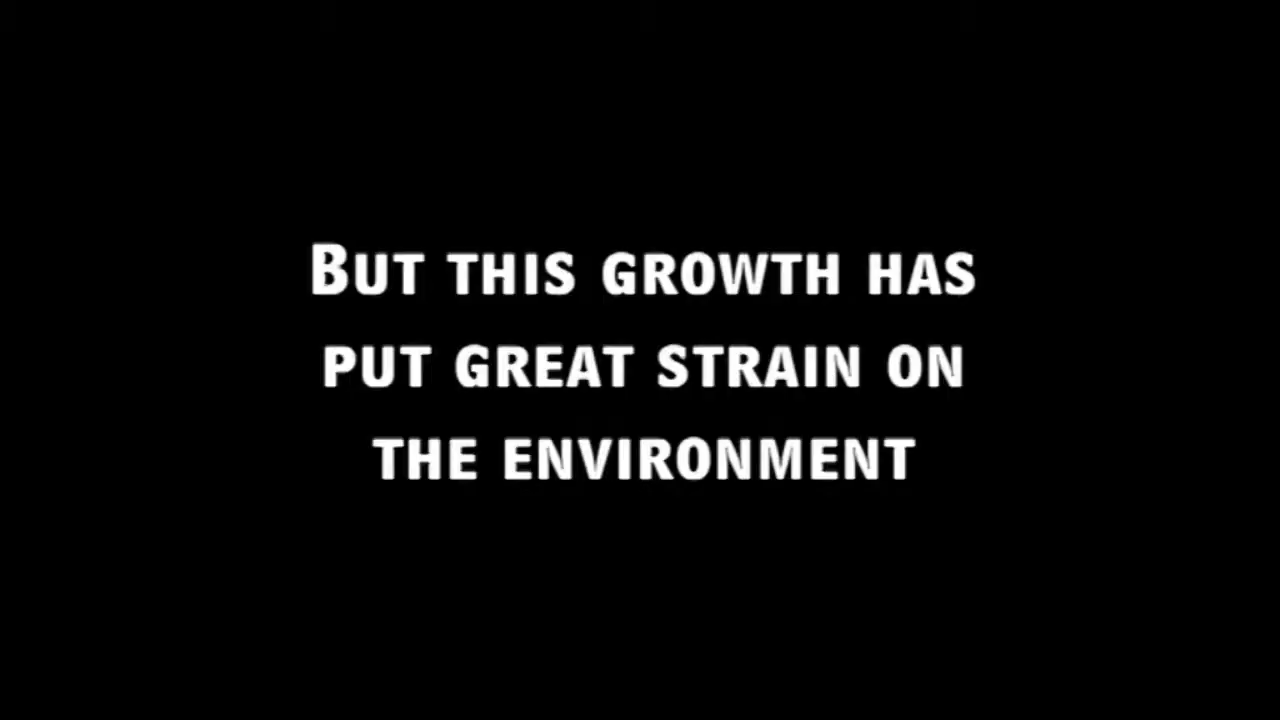 But this growth has
put great strain on
the environment